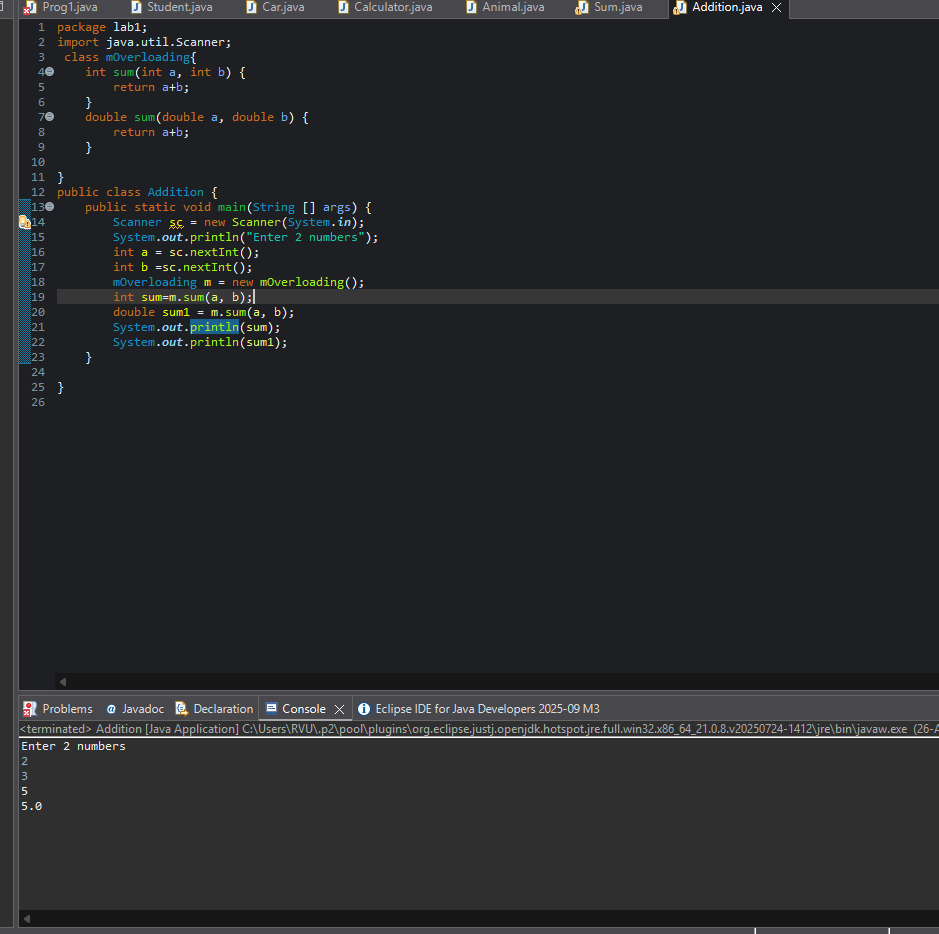 Prog1.java Student.java Car.java Calculator.java Animal.java Sum.java Addition.java
1 package lab1;
2 import java.util.Scanner;
3 class mOverloading{
4 int sum(int a, int b) {
5 return a+b;
6 }
7 double sum(double a, double b) {
8 return a+b;
9 }
10
11 }
12 public class Addition {
13 public static void main(String [] args) {
14 Scanner sc = new Scanner(System.in);
15 System.out.println("Enter 2 numbers");
16 int a = sc.nextInt();
17 int b =sc.nextInt();
18 mOverloading m = new mOverloading();
19 int sum=m.sum(a, b);
20 double sum1 = m.sum(a, b);
21 System.out.println(sum);
22 System.out.println(sum1);
23 }
24
25 }
26
Problems @ Javadoc Declaration Console Eclipse IDE for Java Developers 2025-09 M3
<terminated> Addition [Java Application] C:\Users\RVU\.p2\pool\plugins\org.eclipse.justj.openjdk.hotspot.jre.full.win32.x86_64_21.0.8.v20250724-1412\jre\bin\javaw.exe (26-A
Enter 2 numbers
2
3
5
5.0